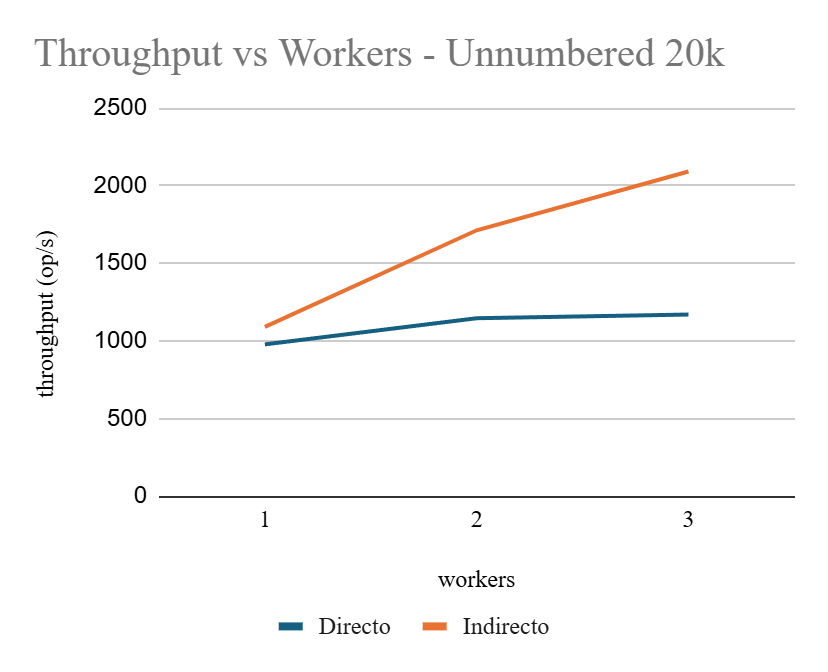 Throughput vs Workers - Unnumbered 20k
2500
2000
1500
1000
500
0
throughput (op/s)
1 2 3
workers
Directo Indirecto